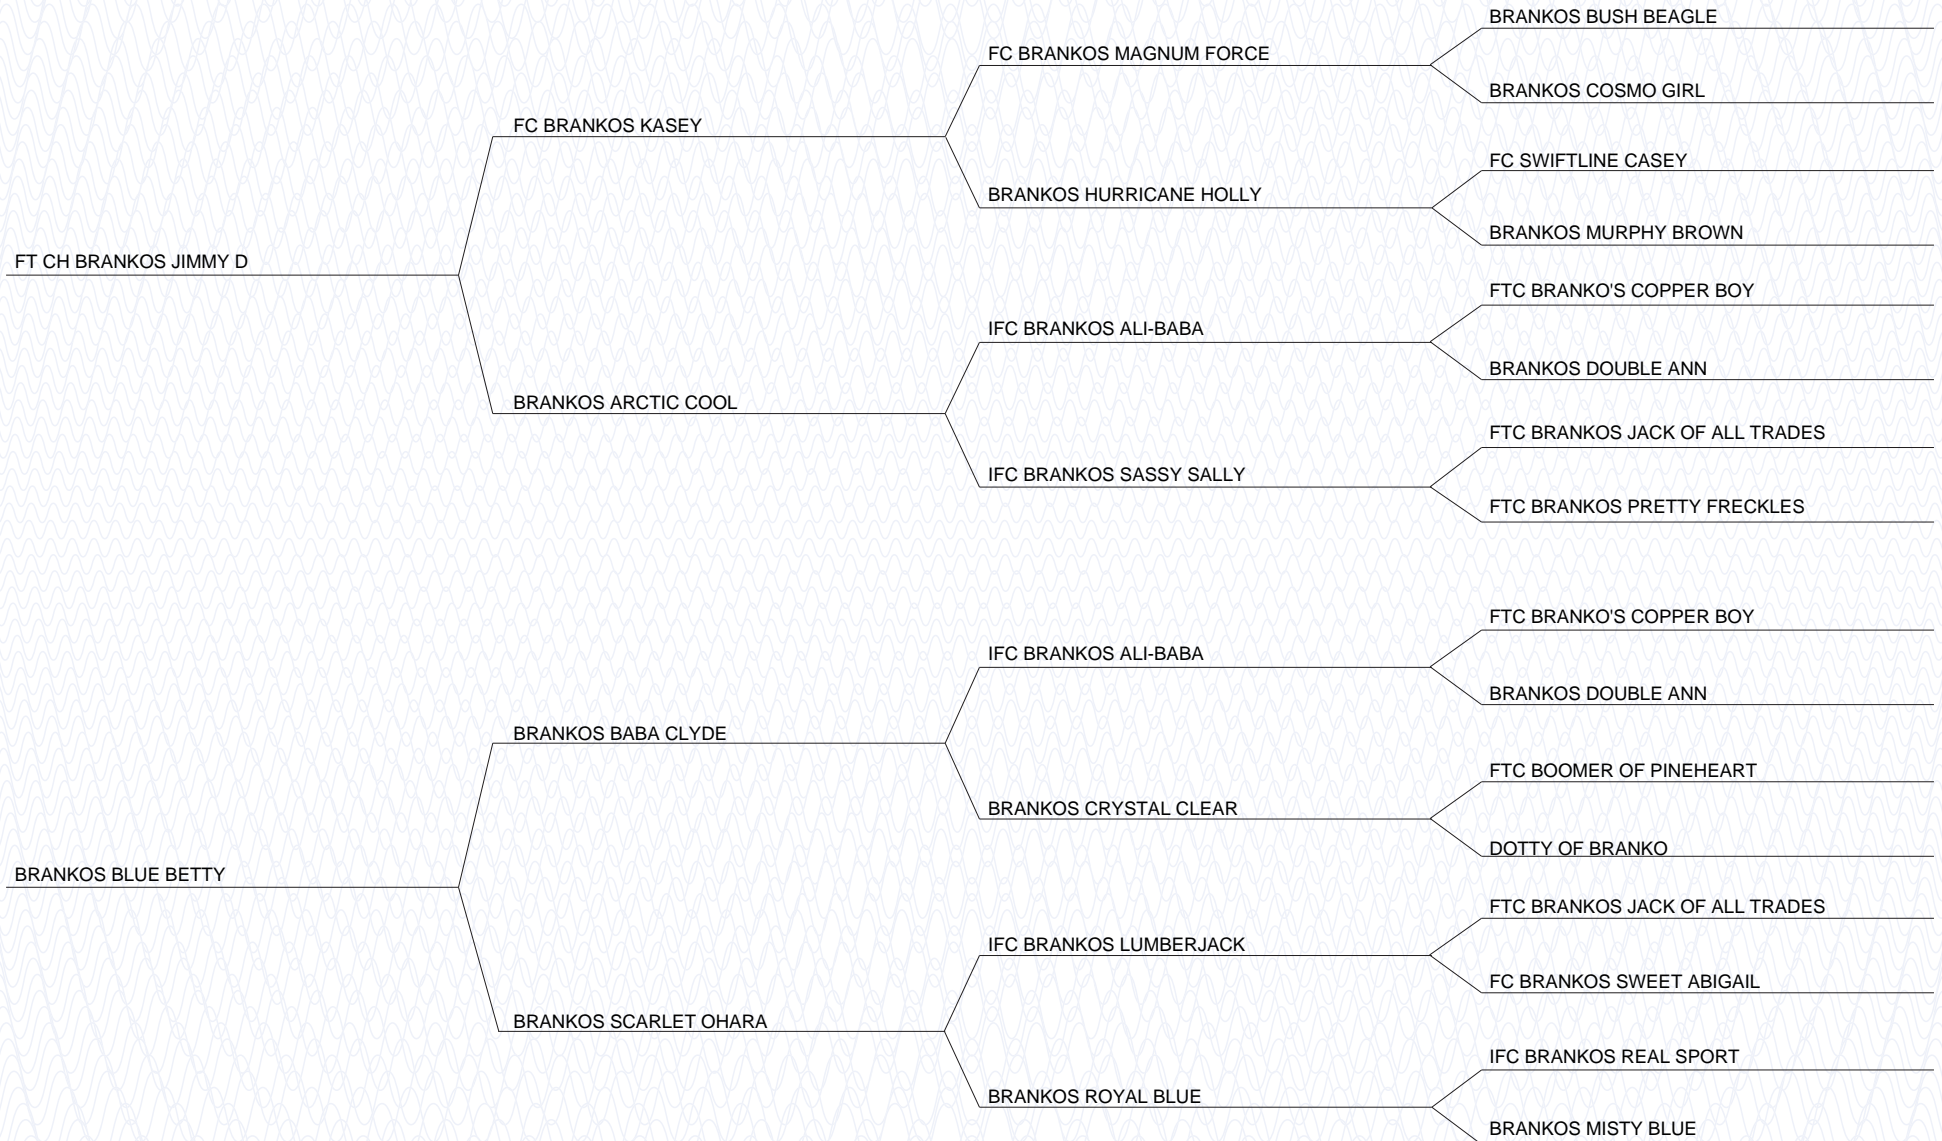 BRANKOS BUSH BEAGLE
FC BRANKOS MAGNUM FORCE
BRANKOS COSMO GIRL
FC BRANKOS KASEY
FC SWIFTLINE CASEY
BRANKOS HURRICANE HOLLY
BRANKOS MURPHY BROWN
FT CH BRANKOS JIMMY D
FTC BRANKO'S COPPER BOY
IFC BRANKOS ALI-BABA
BRANKOS DOUBLE ANN
BRANKOS ARCTIC COOL
FTC BRANKOS JACK OF ALL TRADES
IFC BRANKOS SASSY SALLY
FTC BRANKOS PRETTY FRECKLES
FTC BRANKO'S COPPER BOY
IFC BRANKOS ALI-BABA
BRANKOS DOUBLE ANN
BRANKOS BABA CLYDE
FTC BOOMER OF PINEHEART
BRANKOS CRYSTAL CLEAR
DOTTY OF BRANKO
BRANKOS BLUE BETTY
FTC BRANKOS JACK OF ALL TRADES
IFC BRANKOS LUMBERJACK
FC BRANKOS SWEET ABIGAIL
BRANKOS SCARLET OHARA
IFC BRANKOS REAL SPORT
BRANKOS ROYAL BLUE
BRANKOS MISTY BLUE